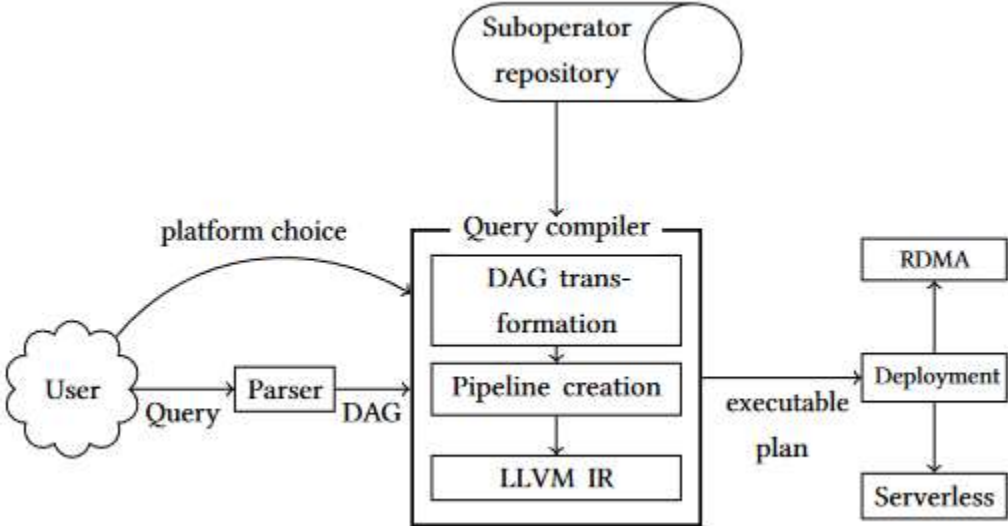 Suboperator
repository
platform choice
Query compiler
DAG trans-
formation
RDMA
User
Query
Parser
DAG
Pipeline creation
executable
plan
Deployment
LLVM IR
Serverless